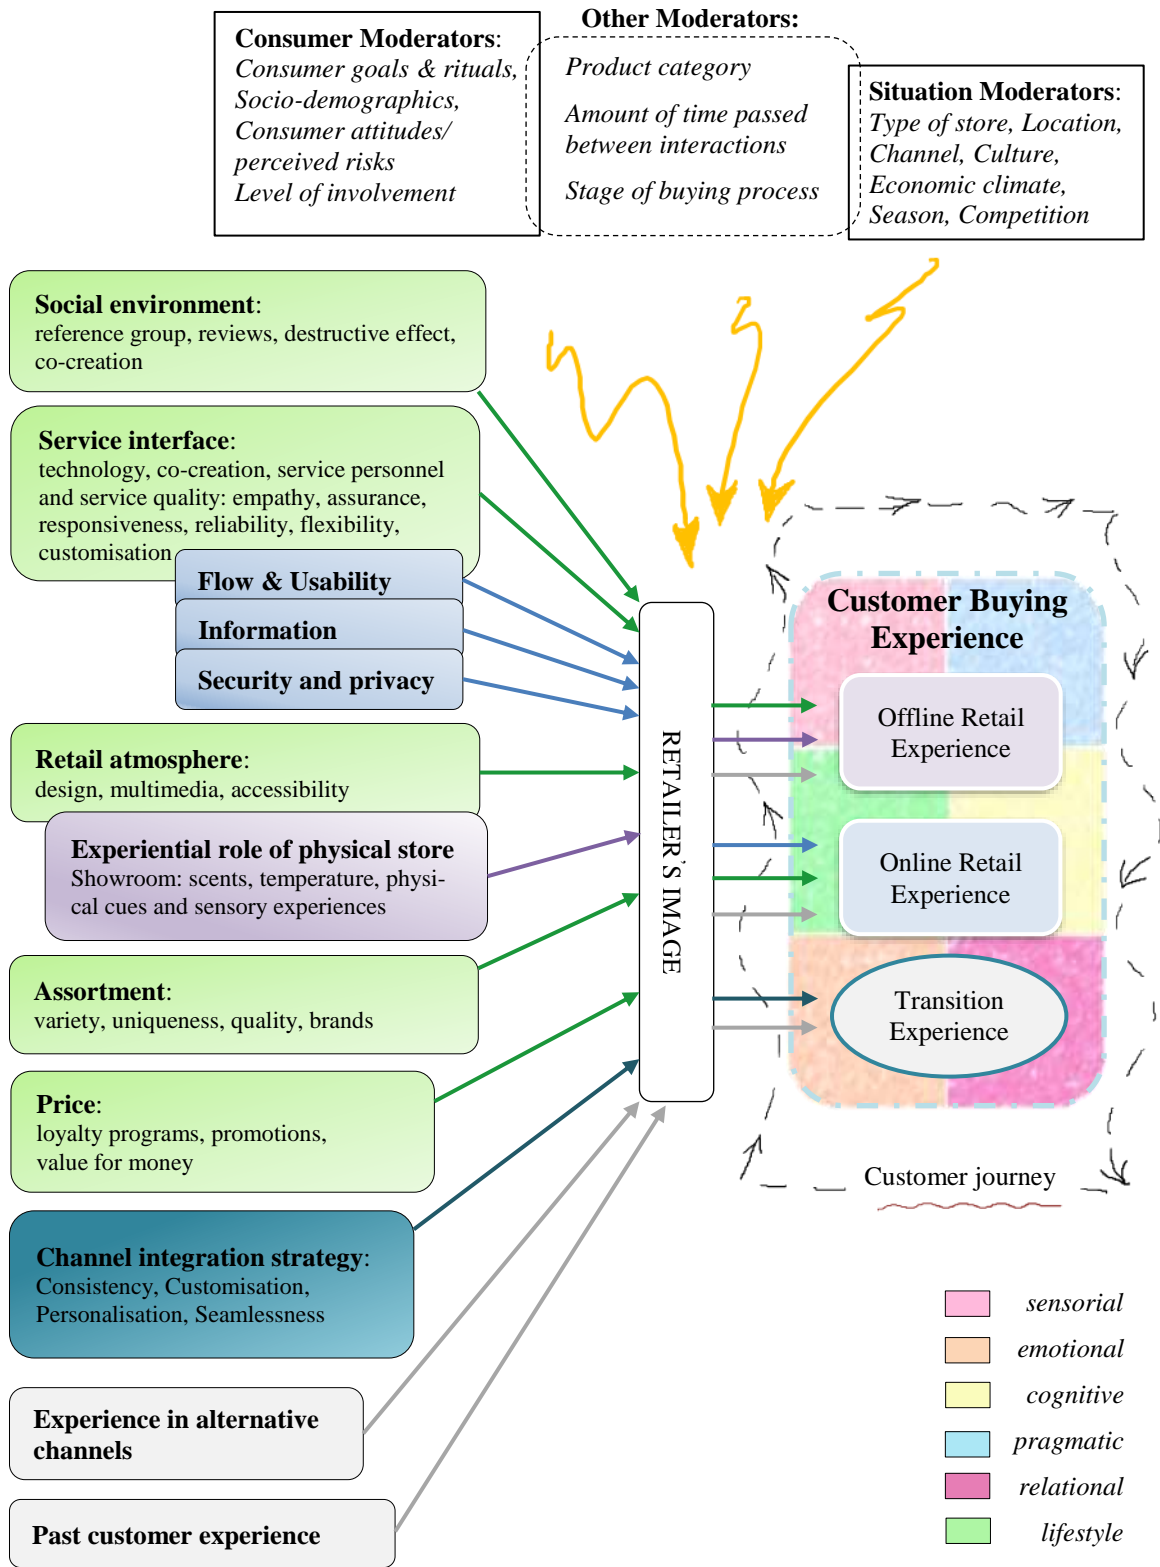 Other Moderators:
Consumer Moderators:
Consumer goals & rituals,
Socio-demographics,
Consumer attitudes/
perceived risks
Level of involvement
Product category
Amount of time passed
between interactions
Stage of buying process
Situation Moderators:
Type of store, Location,
Channel, Culture,
Economic climate,
Season, Competition
Social environment:
reference group, reviews, destructive effect,
co-creation
Service interface:
technology, co-creation, service personnel
and service quality: empathy, assurance,
responsiveness, reliability, flexibility,
customisation
Flow & Usability
Information
Security and privacy
Retail atmosphere:
design, multimedia, accessibility
Experiential role of physical store
Showroom: scents, temperature, physi-
cal cues and sensory experiences
Assortment:
variety, uniqueness, quality, brands
Price:
loyalty programs, promotions,
value for money
Channel integration strategy:
Consistency, Customisation,
Personalisation, Seamlessness
Experience in alternative
channels
Past customer experience
RETAILER'S IMAGE
Customer Buying
Experience
Offline Retail
Experience
Online Retail
Experience
Transition
Experience
Customer journey
sensorial
emotional
cognitive
pragmatic
relational
lifestyle